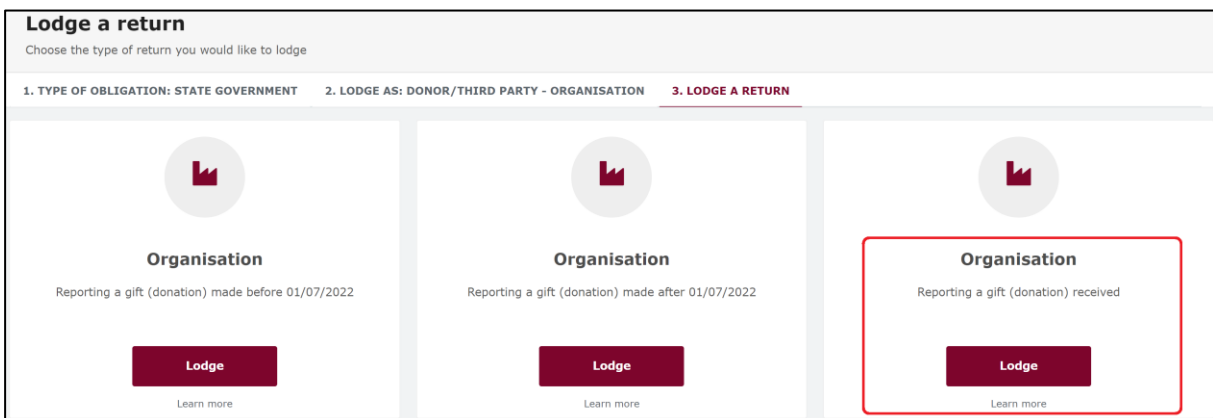 Lodge a return
Choose the type of return you would like to lodge
1. TYPE OF OBLIGATION: STATE GOVERNMENT 2. LODGE AS: DONOR/THIRD PARTY - ORGANISATION 3. LODGE A RETURN
Organisation
Reporting a gift (donation) made before 01/07/2022
Lodge
Learn more
Organisation
Reporting a gift (donation) made after 01/07/2022
Lodge
Learn more
Organisation
Reporting a gift (donation) received
Lodge
Learn more